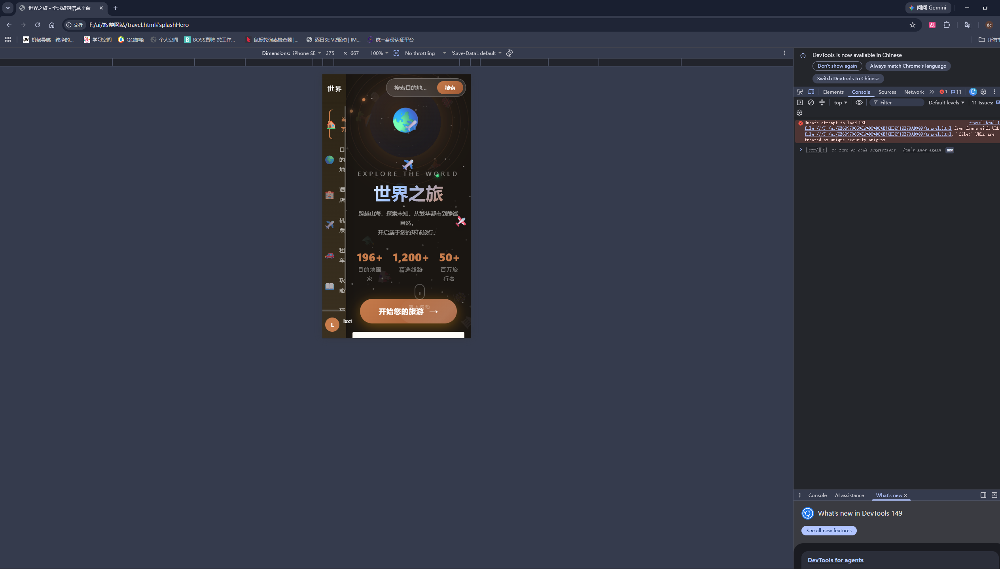 世界之旅 - 全球旅游信息平台
问问 Gemini
文件 F:/ai/旅游网站/travel.html#splashHero
dc
机佬导航 - 纯净的... 学习空间 QQ邮箱 个人空间 BOSS直聘-找工作... 鼠标轮询率检查器 |... 逐日SE V2驱动 | IM... 统一身份认证平台
Dimensions: iPhone SE 375 × 667 100% No throttling 'Save-Data': default
世界
首页
目的地
酒店
机票
租车
攻略
L lxx1
搜索目的地... 搜索
EXPLORE THE WORLD
世界之旅
跨越山海，探索未知。从繁华都市到静谧
自然，
开启属于您的环球旅行。
196+ 1,200+ 50+
目的地国 精选线路 百万旅
家 行者
向下滚动
开始您的旅游 →
DevTools is now available in Chinese
Don't show again Always match Chrome's language
Switch DevTools to Chinese
Elements Console Sources Network 1 11
top Filter Default levels 11 Issues:
Unsafe attempt to load URL travel.html:1
file:///F:/ai/%E6%97%85%E6%B8%B8%E7%BD%91%E7%AB%99/travel.html from frame with URL
file:///F:/ai/%E6%97%85%E6%B8%B8%E7%BD%91%E7%AB%99/travel.html. 'file:' URLs are
treated as unique security origins.
ctrl i to turn on code suggestions. Don't show again NEW
Console AI assistance What's new
What's new in DevTools 149
See all new features
DevTools for agents